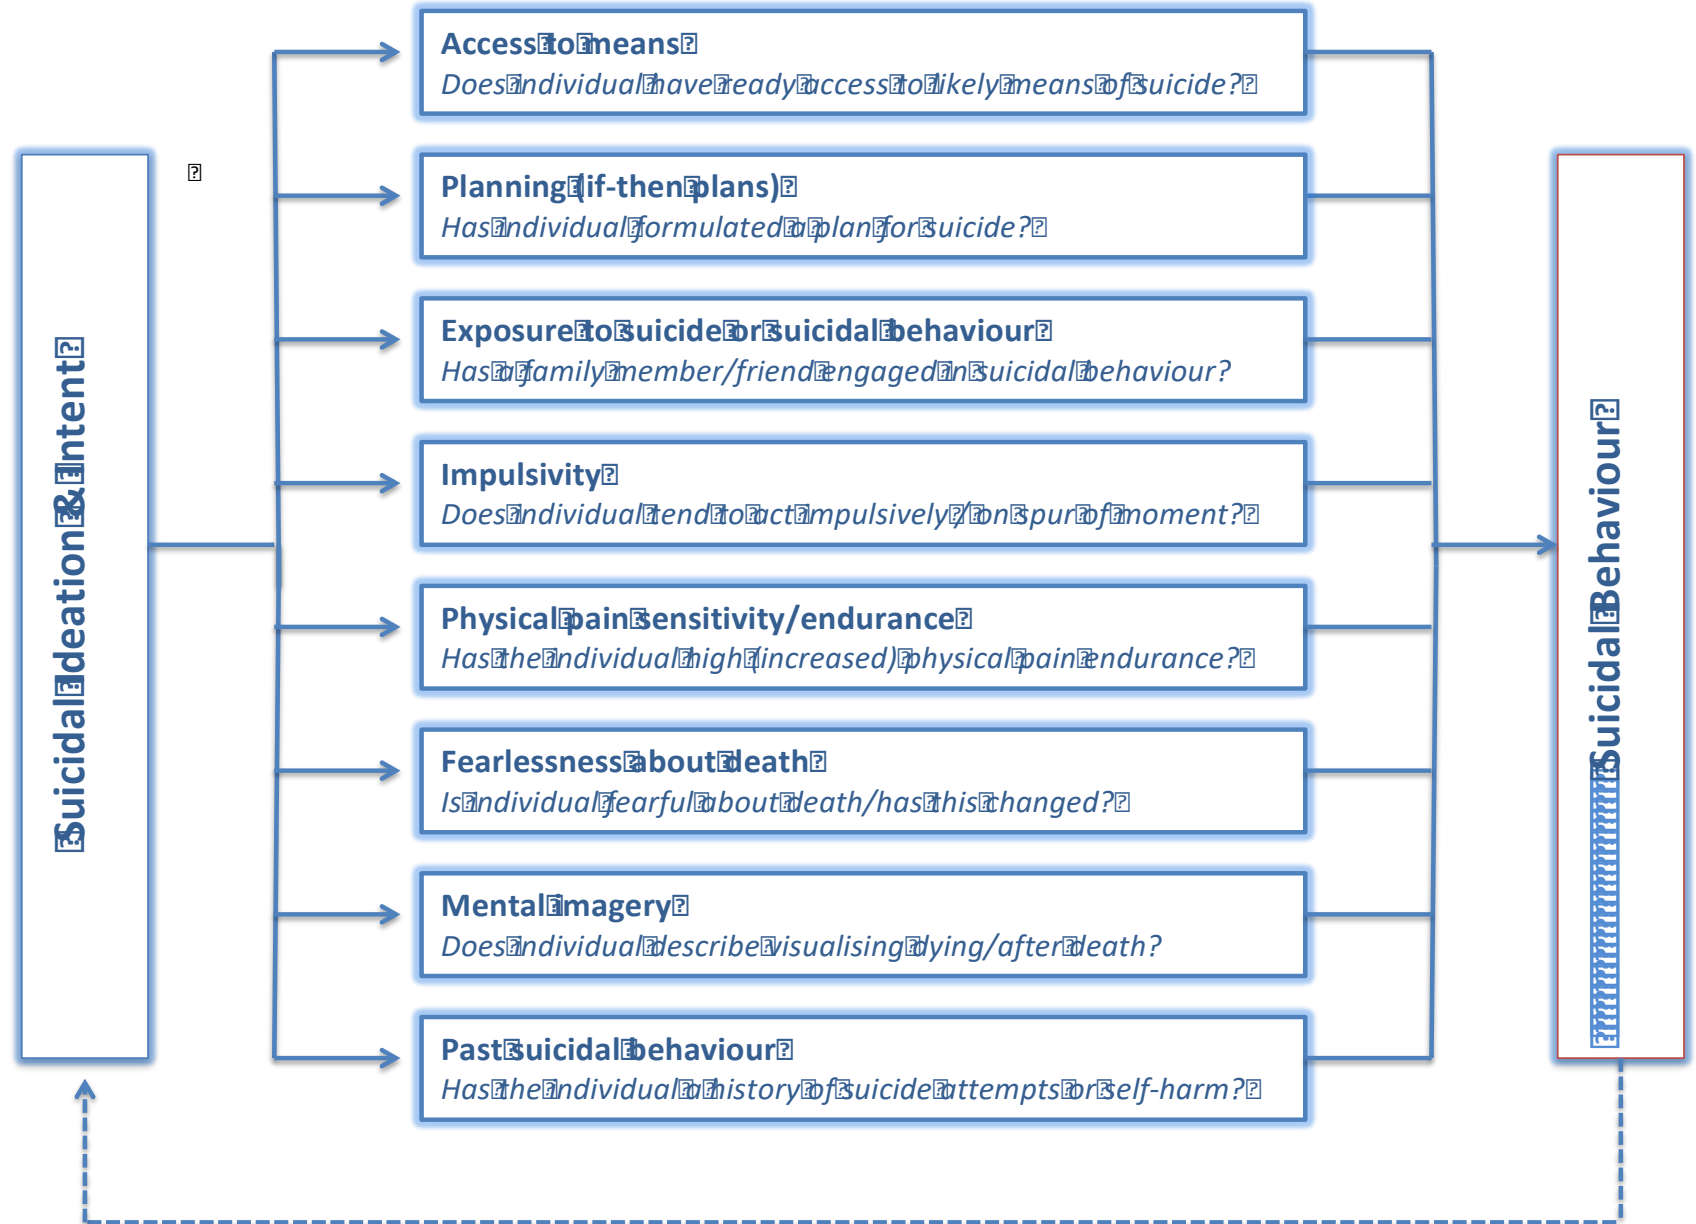 Access to means
Does individual have ready access to likely means of suicide?
Planning (if-then plans)
Has individual formulated a plan for suicide?
Exposure to suicide or suicidal behaviour
Has a family member/friend engaged in suicidal behaviour?
Impulsivity
Does individual tend to act impulsively / on spur of moment?
Physical pain sensitivity/endurance
Has the individual high (increased) physical pain endurance?
Fearlessness about death
Is individual fearful about death/has this changed?
Mental imagery
Does individual describe visualising dying/after death?
Past suicidal behaviour
Has the individual a history of suicide attempts or self-harm?
Suicidal Ideation & Intent
Suicidal Behaviour